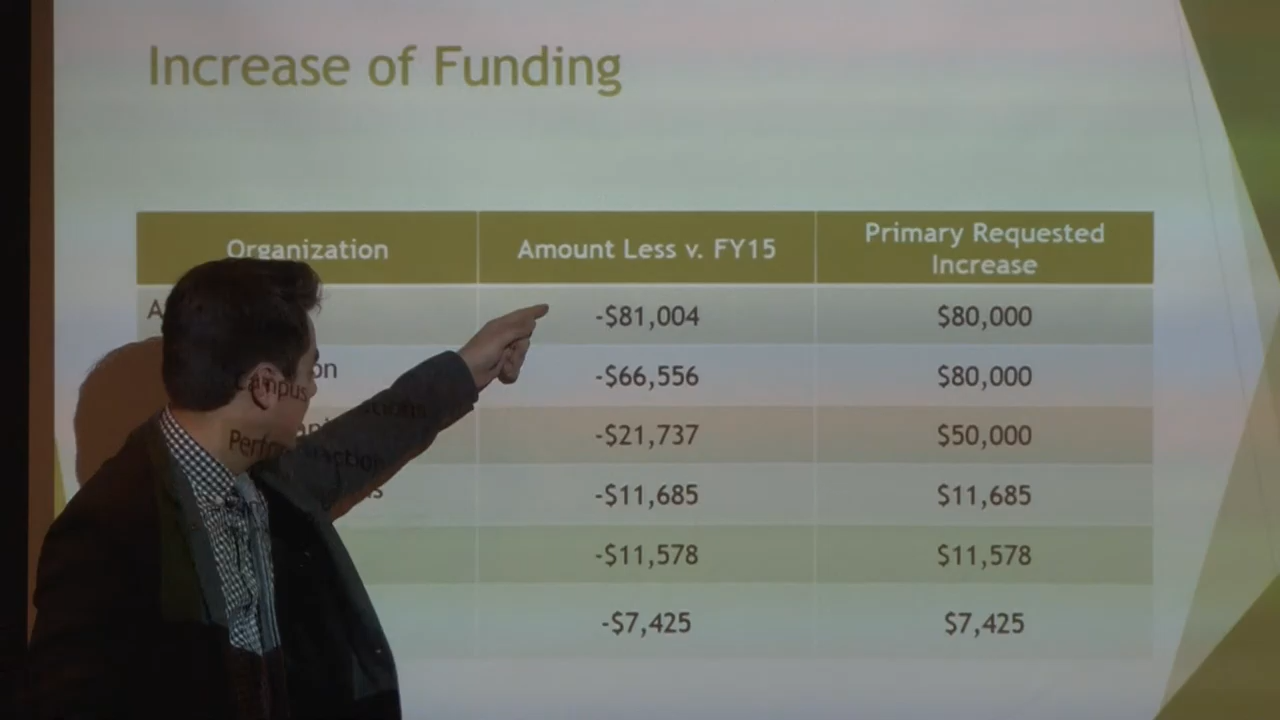 Increase of Funding
Organization Amount Less v. FY15 Primary Requested
Increase
-$81,004 $80,000
-$66,556 $80,000
Campus
-$21,737 $50,000
-$11,685 $11,685
-$11,578 $11,578
-$7,425 $7,425